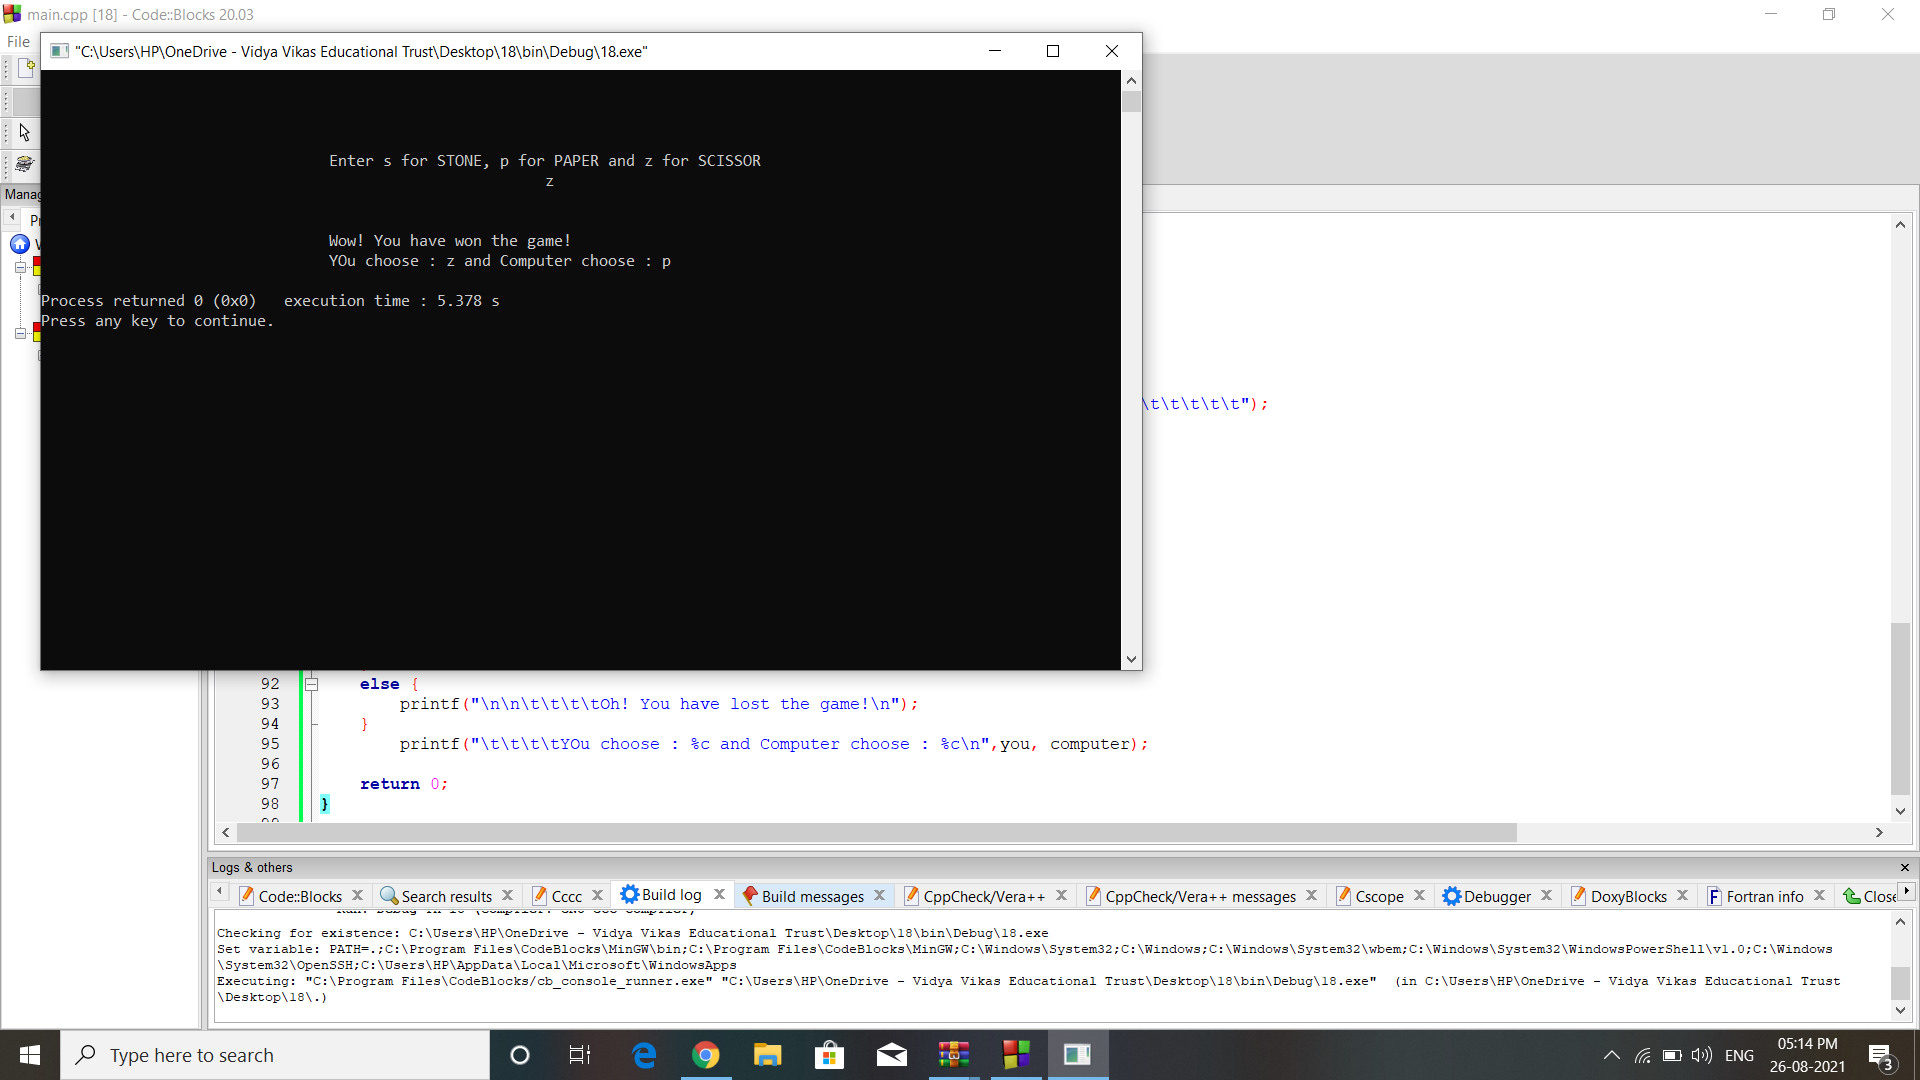 main.cpp [18] - Code::Blocks 20.03
File
"C:\Users\HP\OneDrive - Vidya Vikas Educational Trust\Desktop\18\bin\Debug\18.exe"
Enter s for STONE, p for PAPER and z for SCISSOR
z
Wow! You have won the game!
YOu choose : z and Computer choose : p
Process returned 0 (0x0)   execution time : 5.378 s
Press any key to continue.
\t\t\t\t\t");
92 else {
93 printf("\n\n\t\t\t\tOh! You have lost the game!\n");
94 }
95 printf("\t\t\t\tYOu choose : %c and Computer choose : %c\n",you, computer);
96
97 return 0;
98 }
Logs & others
Code::Blocks Search results Cccc Build log Build messages CppCheck/Vera++ CppCheck/Vera++ messages Cscope Debugger DoxyBlocks Fortran info Close
Checking for existence: C:\Users\HP\OneDrive - Vidya Vikas Educational Trust\Desktop\18\bin\Debug\18.exe
Set variable: PATH=.;C:\Program Files\CodeBlocks\MinGW\bin;C:\Program Files\CodeBlocks\MinGW;C:\Windows\System32;C:\Windows;C:\Windows\System32\wbem;C:\Windows\System32\WindowsPowerShell\v1.0;C:\Windows
\System32\OpenSSH;C:\Users\HP\AppData\Local\Microsoft\WindowsApps
Executing: "C:\Program Files\CodeBlocks/cb_console_runner.exe" "C:\Users\HP\OneDrive - Vidya Vikas Educational Trust\Desktop\18\bin\Debug\18.exe"  (in C:\Users\HP\OneDrive - Vidya Vikas Educational Trust
\Desktop\18\.)
Type here to search
ENG
05:14 PM
26-08-2021
3